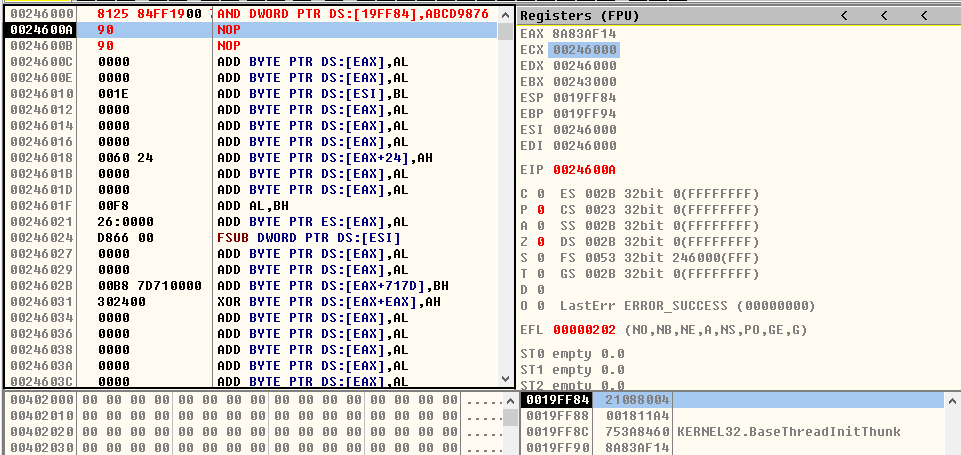 00246000 8125 84FF1900 AND DWORD PTR DS:[19FF84],ABCD9876
0024600A 90 NOP
0024600B 90 NOP
0024600C 0000 ADD BYTE PTR DS:[EAX],AL
0024600E 0000 ADD BYTE PTR DS:[EAX],AL
00246010 001E ADD BYTE PTR DS:[ESI],BL
00246012 0000 ADD BYTE PTR DS:[EAX],AL
00246014 0000 ADD BYTE PTR DS:[EAX],AL
00246016 0000 ADD BYTE PTR DS:[EAX],AL
00246018 0060 24 ADD BYTE PTR DS:[EAX+24],AH
0024601B 0000 ADD BYTE PTR DS:[EAX],AL
0024601D 0000 ADD BYTE PTR DS:[EAX],AL
0024601F 00F8 ADD AL,BH
00246021 26:0000 ADD BYTE PTR ES:[EAX],AL
00246024 D866 00 FSUB DWORD PTR DS:[ESI]
00246027 0000 ADD BYTE PTR DS:[EAX],AL
00246029 0000 ADD BYTE PTR DS:[EAX],AL
0024602B 00B8 7D710000 ADD BYTE PTR DS:[EAX+717D],BH
00246031 302400 XOR BYTE PTR DS:[EAX+EAX],AH
00246034 0000 ADD BYTE PTR DS:[EAX],AL
00246036 0000 ADD BYTE PTR DS:[EAX],AL
00246038 0000 ADD BYTE PTR DS:[EAX],AL
0024603A 0000 ADD BYTE PTR DS:[EAX],AL
0024603C 0000 ADD BYTE PTR DS:[EAX],AL
Registers (FPU) < < <
EAX 8A83AF14
ECX 00246000
EDX 00246000
EBX 00243000
ESP 0019FF84
EBP 0019FF94
ESI 00246000
EDI 00246000
EIP 0024600A
C 0 ES 002B 32bit 0(FFFFFFFF)
P 0 CS 0023 32bit 0(FFFFFFFF)
A 0 SS 002B 32bit 0(FFFFFFFF)
Z 0 DS 002B 32bit 0(FFFFFFFF)
S 0 FS 0053 32bit 246000(FFF)
T 0 GS 002B 32bit 0(FFFFFFFF)
D 0
O 0 LastErr ERROR_SUCCESS (00000000)
EFL 00000202 (NO,NB,NE,A,NS,PO,GE,G)
ST0 empty 0.0
ST1 empty 0.0
ST2 empty 0.0
00402000 00 00 00 00 00 00 00 00 00 00 00 00 00 00 00 00 .....
00402010 00 00 00 00 00 00 00 00 00 00 00 00 00 00 00 00 .....
00402020 00 00 00 00 00 00 00 00 00 00 00 00 00 00 00 00 .....
00402030 00 00 00 00 00 00 00 00 00 00 00 00 00 00 00 00 .....
0019FF84 21088004
0019FF88 001811A4
0019FF8C 753A8460 KERNEL32.BaseThreadInitThunk
0019FF90 8A83AF14